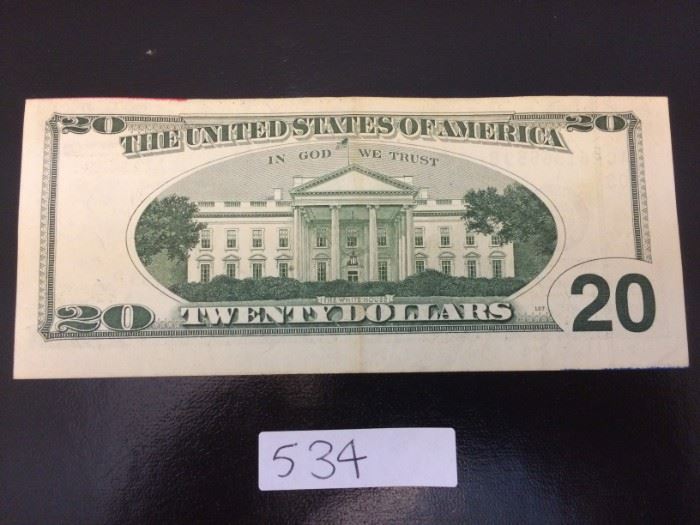 20 20
THE UNITED STATES OF AMERICA
IN GOD WE TRUST
THE WHITE HOUSE
20 TWENTY DOLLARS 20
534